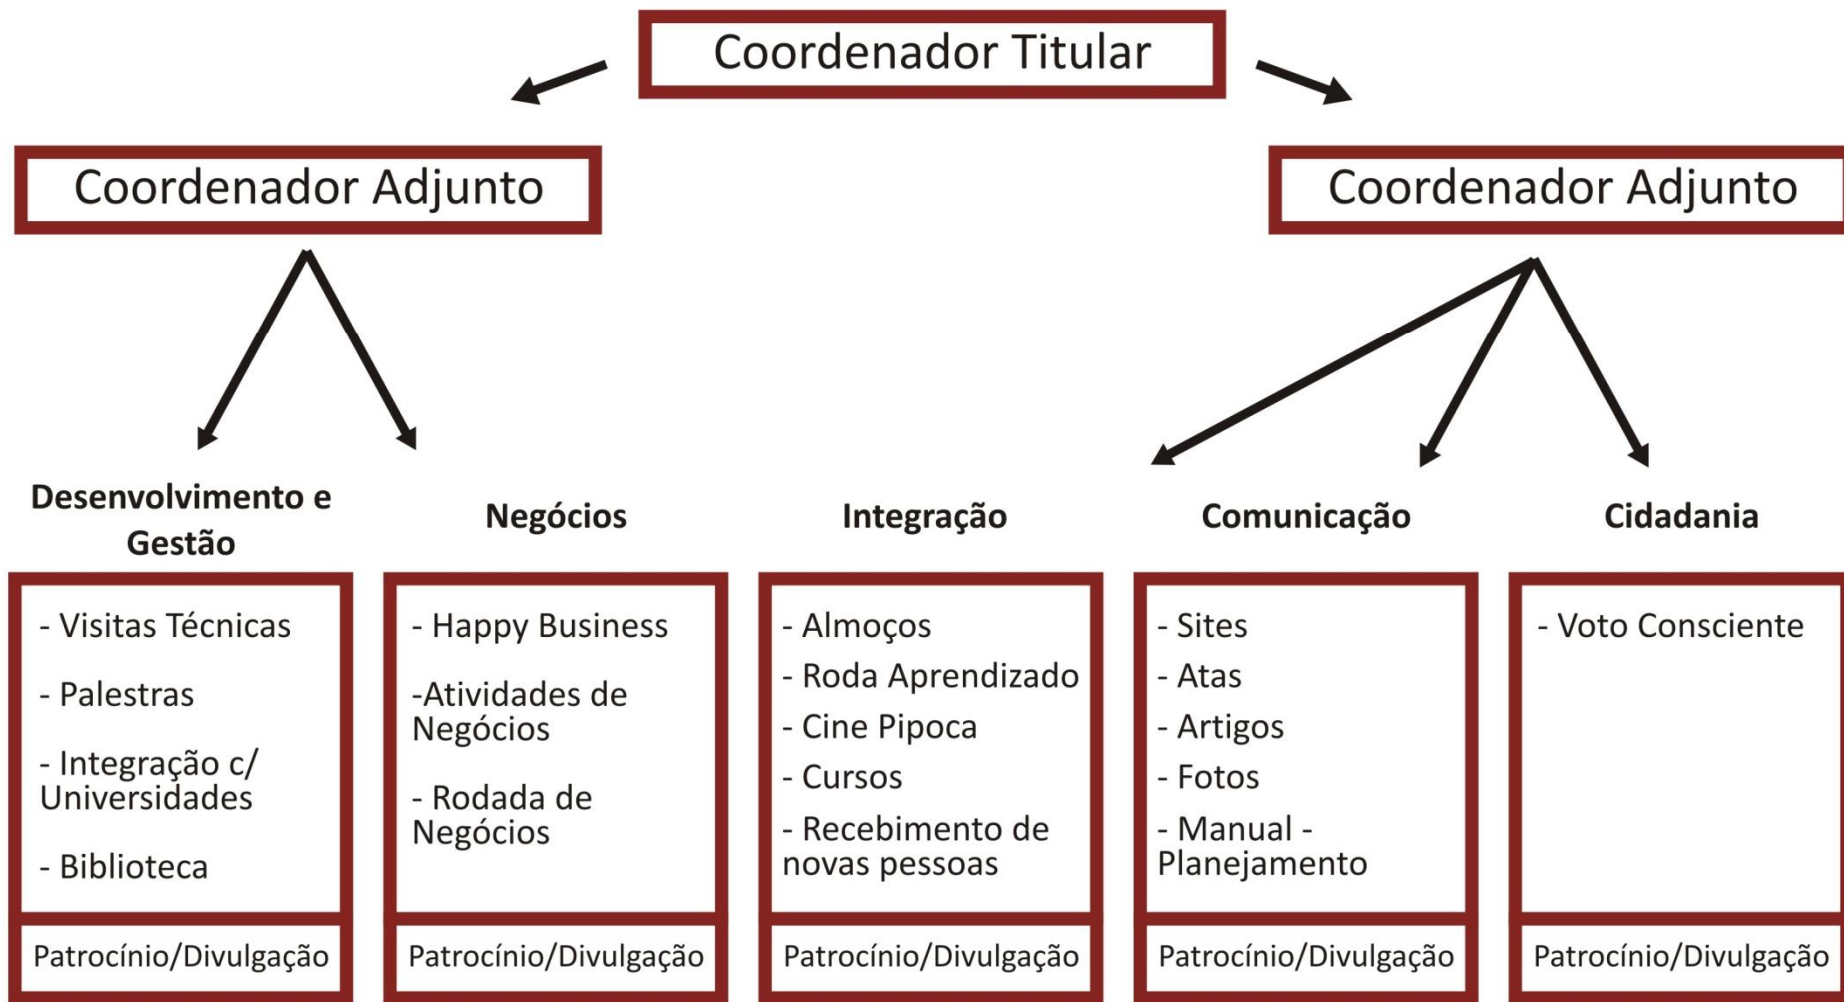 Coordenador Titular
Coordenador Adjunto
Coordenador Adjunto
Desenvolvimento e
Gestão
Negócios
Integração
Comunicação
Cidadania
- Visitas Técnicas
- Palestras
- Integração c/
Universidades
- Biblioteca
Patrocínio/Divulgação
- Happy Business
-Atividades de
Negócios
- Rodada de
Negócios
Patrocínio/Divulgação
- Almoços
- Roda Aprendizado
- Cine Pipoca
- Cursos
- Recebimento de
novas pessoas
Patrocínio/Divulgação
- Sites
- Atas
- Artigos
- Fotos
- Manual -
Planejamento
Patrocínio/Divulgação
- Voto Consciente
Patrocínio/Divulgação